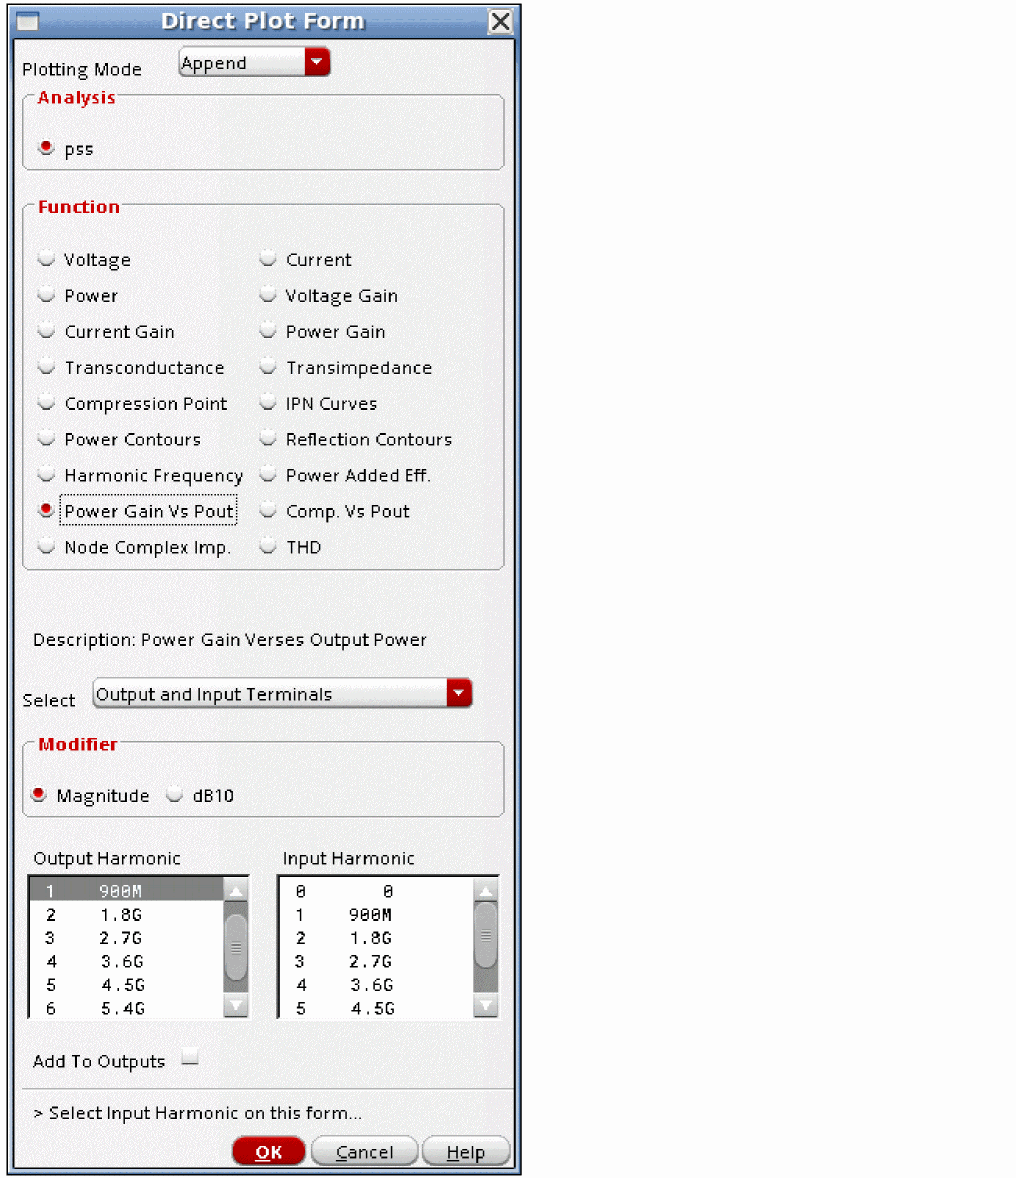 Direct Plot Form
Plotting Mode Append
Analysis
pss
Function
Voltage Current
Power Voltage Gain
Current Gain Power Gain
Transconductance Transimpedance
Compression Point IPN Curves
Power Contours Reflection Contours
Harmonic Frequency Power Added Eff.
Power Gain Vs Pout Comp. Vs Pout
Node Complex Imp. THD
Description: Power Gain Verses Output Power
Select Output and Input Terminals
Modifier
Magnitude dB10
Output Harmonic Input Harmonic
1 900M 0 0
2 1.8G 1 900M
3 2.7G 2 1.8G
4 3.6G 3 2.7G
5 4.5G 4 3.6G
6 5.4G 5 4.5G
Add To Outputs
> Select Input Harmonic on this form...
OK Cancel Help